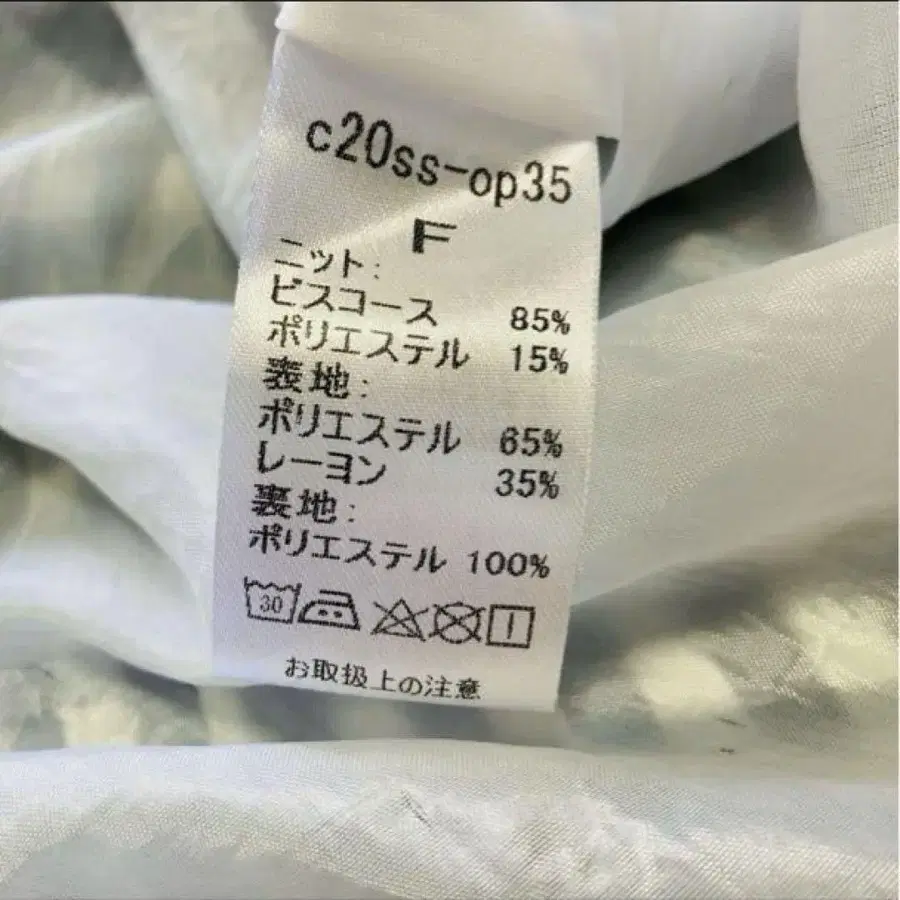 c20ss-op35
F
ニット:
ビスコース 85%
ポリエステル 15%
表地:
ポリエステル 65%
レーヨン 35%
裏地:
ポリエステル 100%
30
お取扱上の注意